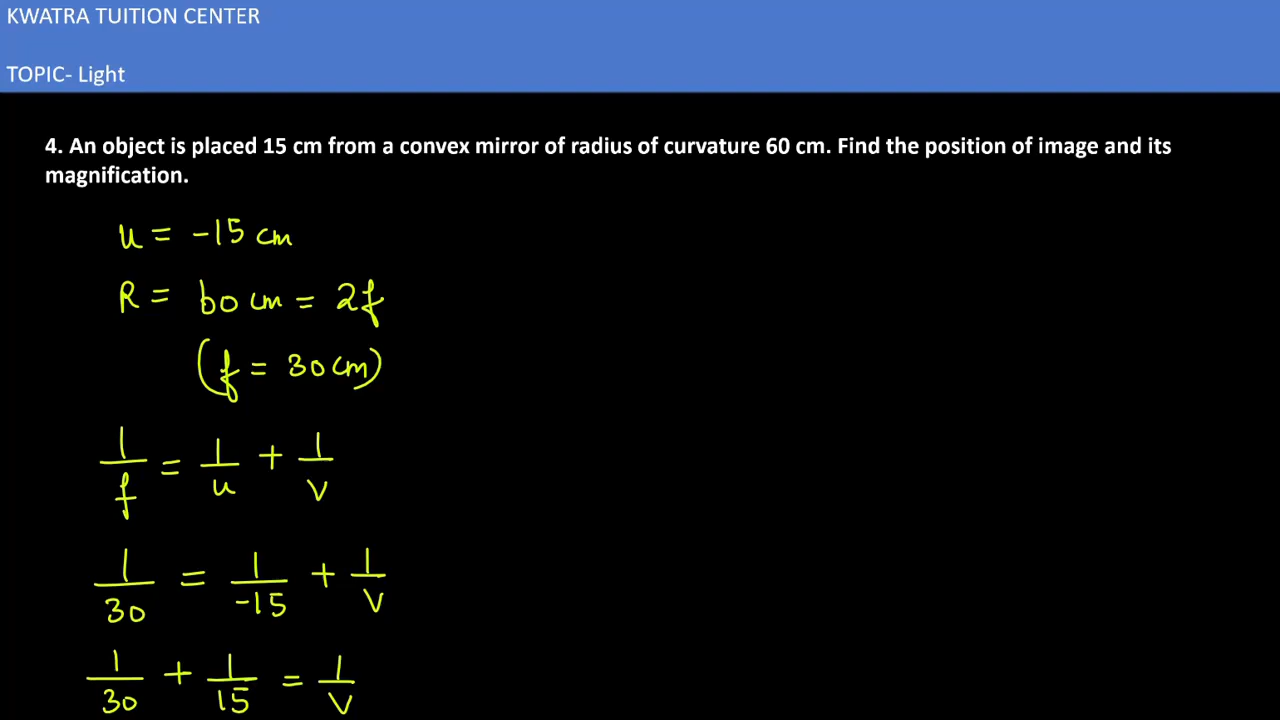 KWATRA TUITION CENTER
TOPIC- Light
4. An object is placed 15 cm from a convex mirror of radius of curvature 60 cm. Find the position of image and its
magnification.
u = -15 cm
R = 60 cm = 2f
(f = 30 cm)
1/f = 1/u + 1/v
1/30 = 1/-15 + 1/v
1/30 + 1/15 = 1/v